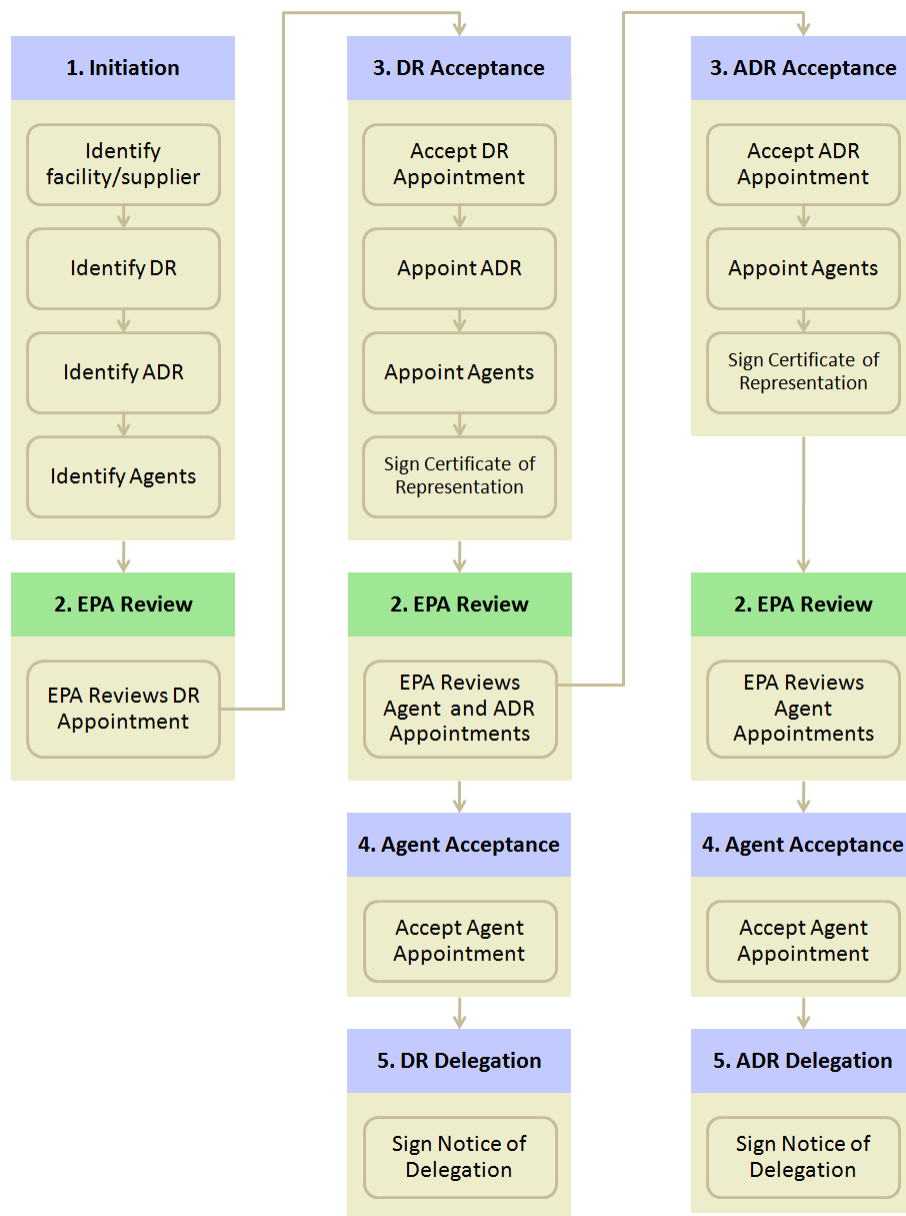 1. Initiation
Identify
facility/supplier
Identify DR
Identify ADR
Identify Agents
2. EPA Review
EPA Reviews DR
Appointment
3. DR Acceptance
Accept DR
Appointment
Appoint ADR
Appoint Agents
Sign Certificate of
Representation
2. EPA Review
EPA Reviews
Agent and ADR
Appointments
4. Agent Acceptance
Accept Agent
Appointment
5. DR Delegation
Sign Notice of
Delegation
3. ADR Acceptance
Accept ADR
Appointment
Appoint Agents
Sign Certificate of
Representation
2. EPA Review
EPA Reviews
Agent
Appointments
4. Agent Acceptance
Accept Agent
Appointment
5. ADR Delegation
Sign Notice of
Delegation